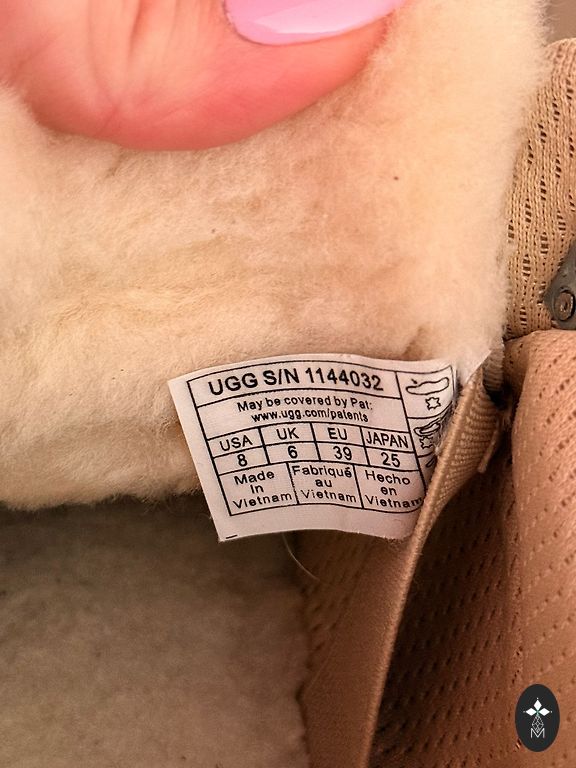 UGG S/N 1144032
May be covered by Pat:
www.ugg.com/patents
USA UK EU JAPAN
8 6 39 25
Made Fabriqué Hecho
in au en
Vietnam Vietnam Vietnam
M